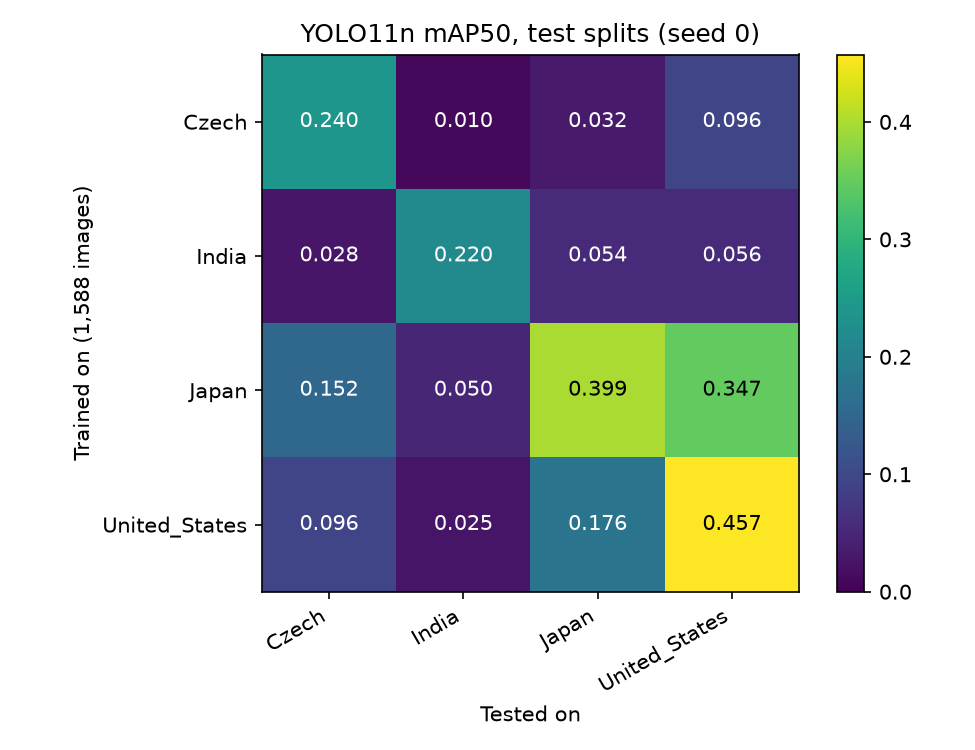 YOLO11n mAP50, test splits (seed 0)
Trained on (1,588 images)
Czech 0.240 0.010 0.032 0.096
India 0.028 0.220 0.054 0.056
Japan 0.152 0.050 0.399 0.347
United_States 0.096 0.025 0.176 0.457
Czech India Japan United_States
Tested on
0.4
0.3
0.2
0.1
0.0